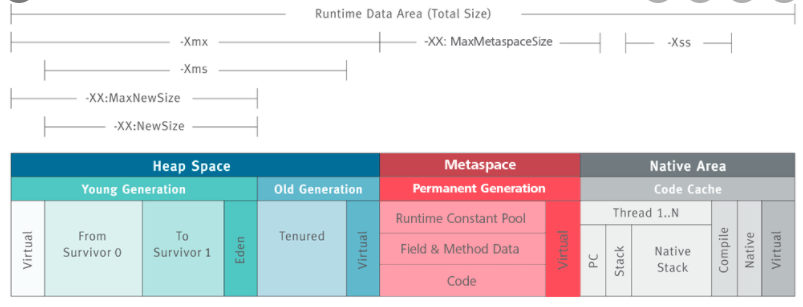 Runtime Data Area (Total Size)
-Xmx
-XX: MaxMetaspaceSize
-Xss
-Xms
-XX:MaxNewSize
-XX:NewSize
Heap Space
Metaspace
Native Area
Young Generation
Old Generation
Permanent Generation
Code Cache
Virtual
From
Survivor 0
To
Survivor 1
Eden
Tenured
Virtual
Runtime Constant Pool
Field & Method Data
Code
Virtual
Thread 1..N
PC
Stack
Native
Stack
Compile
Native
Virtual